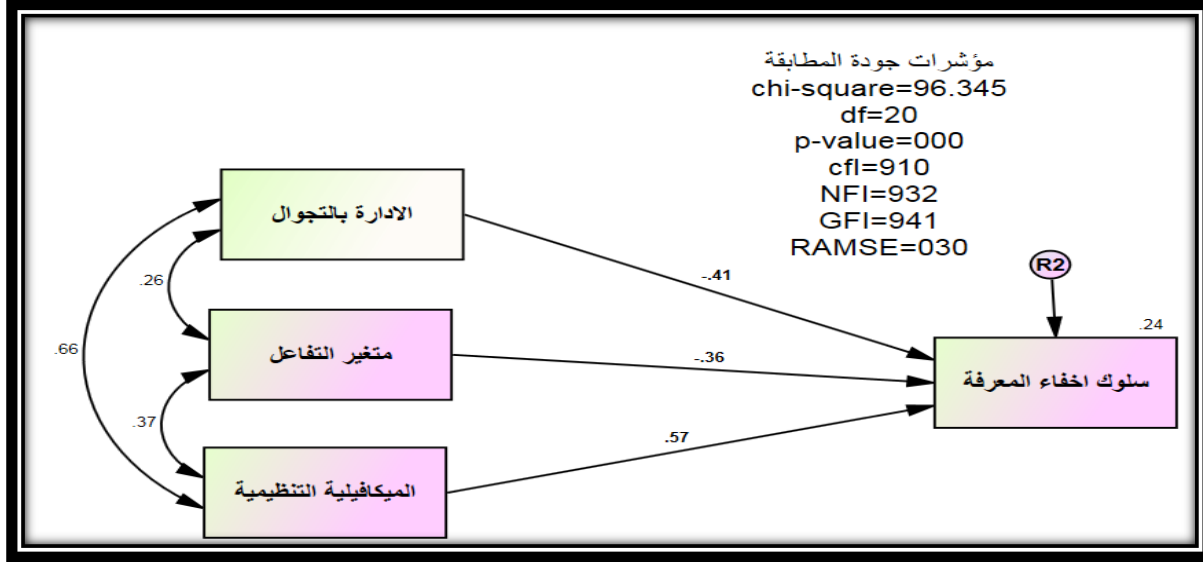 مؤشرات جودة المطابقة
chi-square=96.345
df=20
p-value=000
cfI=910
NFI=932
GFI=941
RAMSE=030
R2
الادارة بالتجوال
-.41
.26
.24
.66
متغير التفاعل
-.36
سلوك اخفاء المعرفة
.37
.57
الميكافيلية التنظيمية